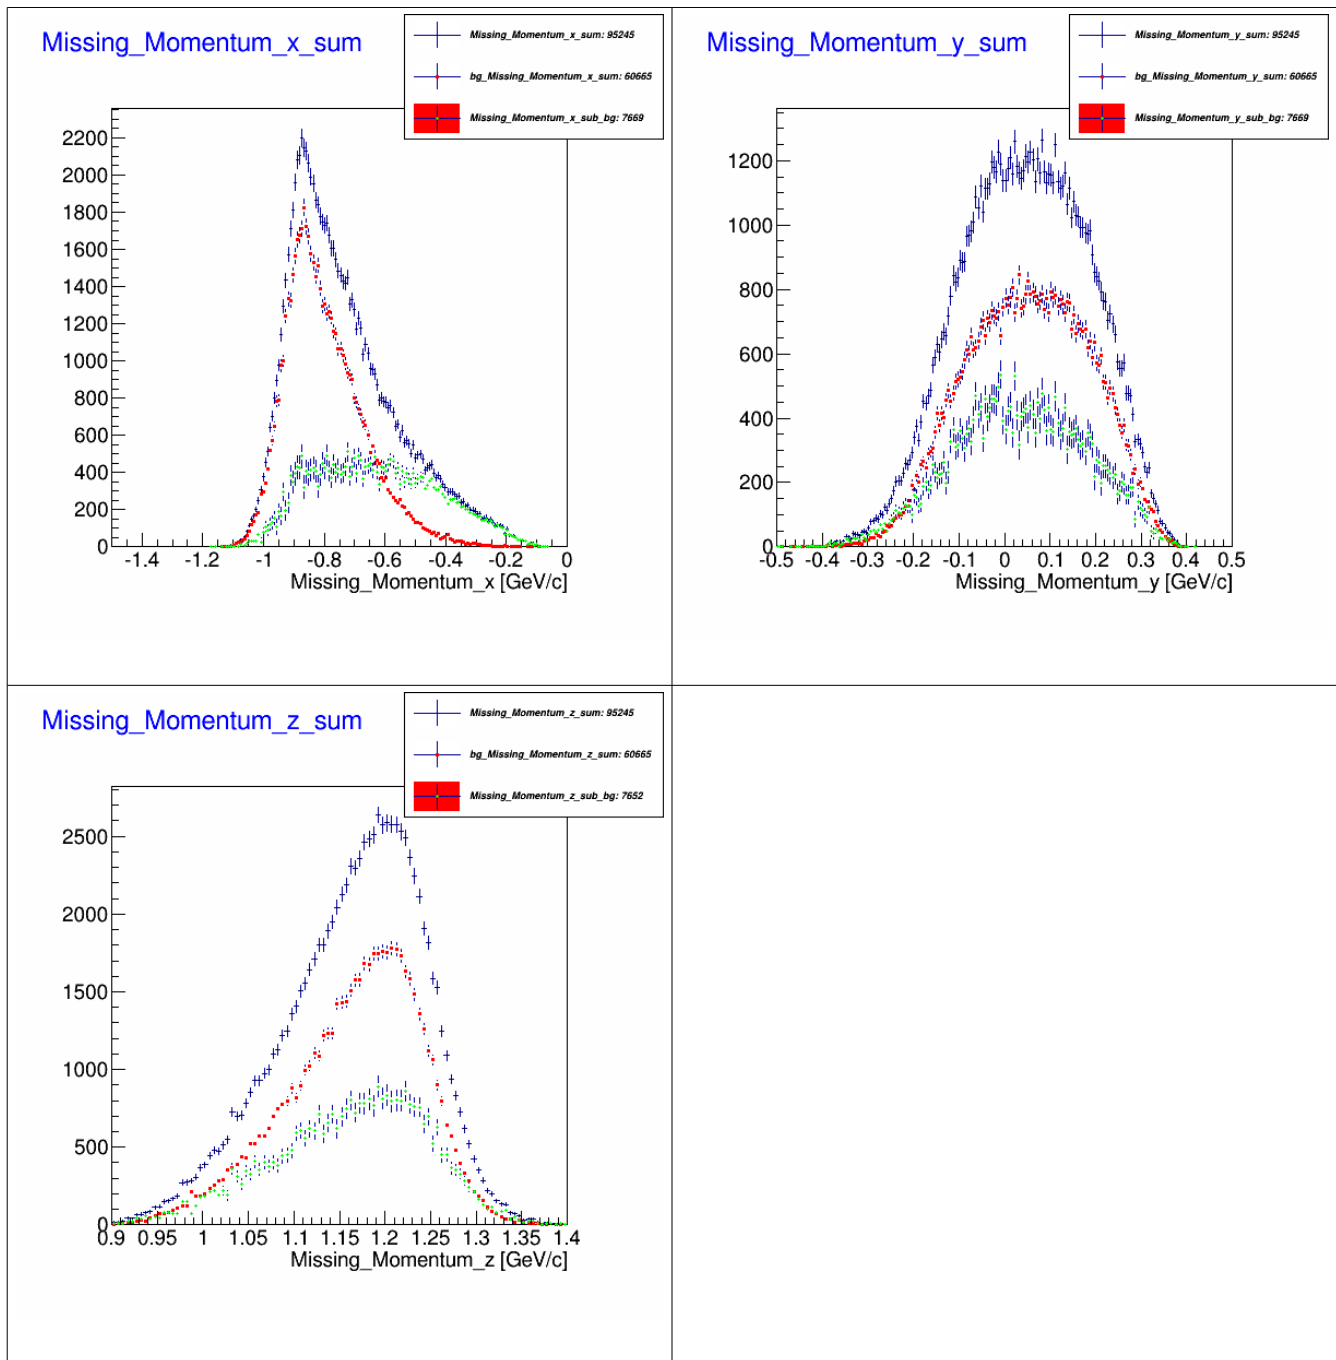 Missing_Momentum_x_sum
Missing_Momentum_x_sum: 95245
bg_Missing_Momentum_x_sum: 60665
Missing_Momentum_x_sub_bg: 7669
2200
2000
1800
1600
1400
1200
1000
800
600
400
200
0
-1.4 -1.2 -1 -0.8 -0.6 -0.4 -0.2 0
Missing_Momentum_x [GeV/c]
Missing_Momentum_y_sum
Missing_Momentum_y_sum: 95245
bg_Missing_Momentum_y_sum: 60665
Missing_Momentum_y_sub_bg: 7669
1200
1000
800
600
400
200
0
-0.5 -0.4 -0.3 -0.2 -0.1 0 0.1 0.2 0.3 0.4 0.5
Missing_Momentum_y [GeV/c]
Missing_Momentum_z_sum
Missing_Momentum_z_sum: 95245
bg_Missing_Momentum_z_sum: 60665
Missing_Momentum_z_sub_bg: 7652
2500
2000
1500
1000
500
0
0.9 0.95 1 1.05 1.1 1.15 1.2 1.25 1.3 1.35 1.4
Missing_Momentum_z [GeV/c]